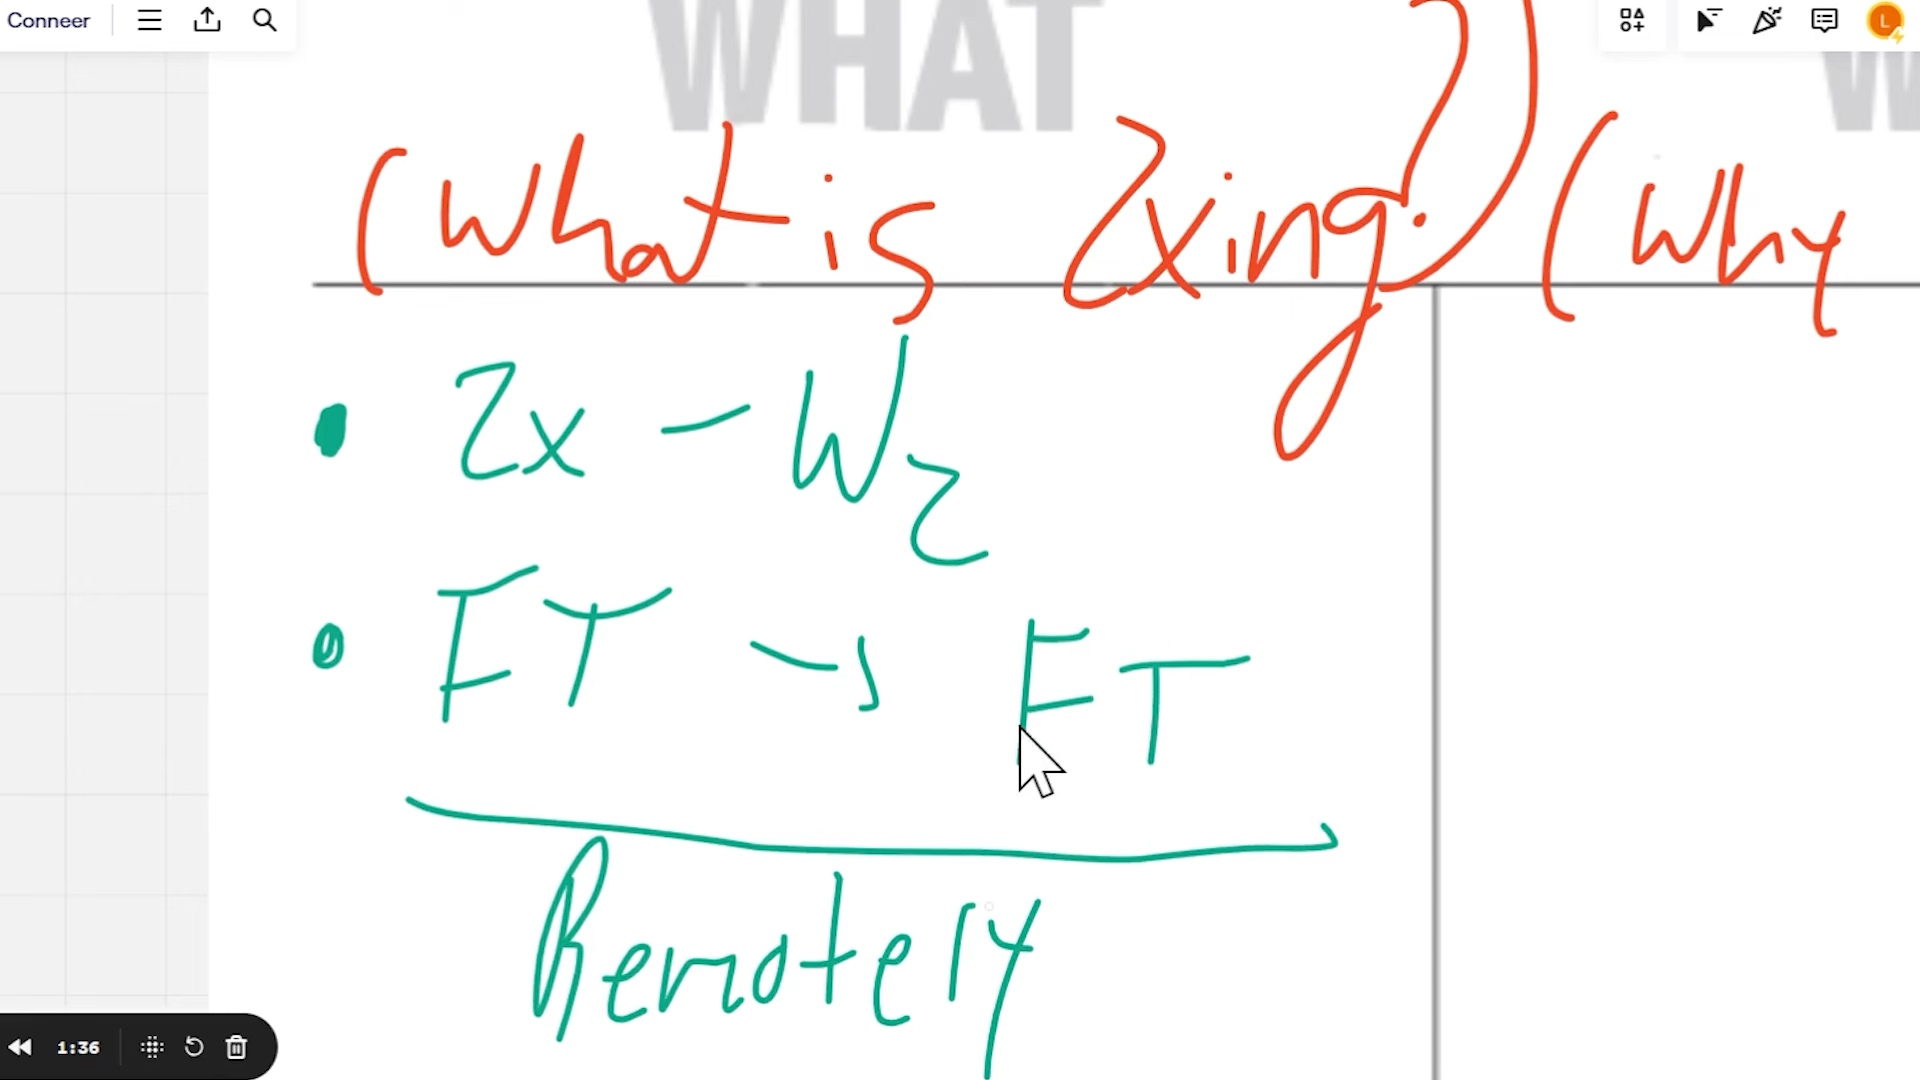 Conneer
WHAT
(What is 2xing?) (Why
• 2x - W2
• FT → FT
Remotely
1:36
L